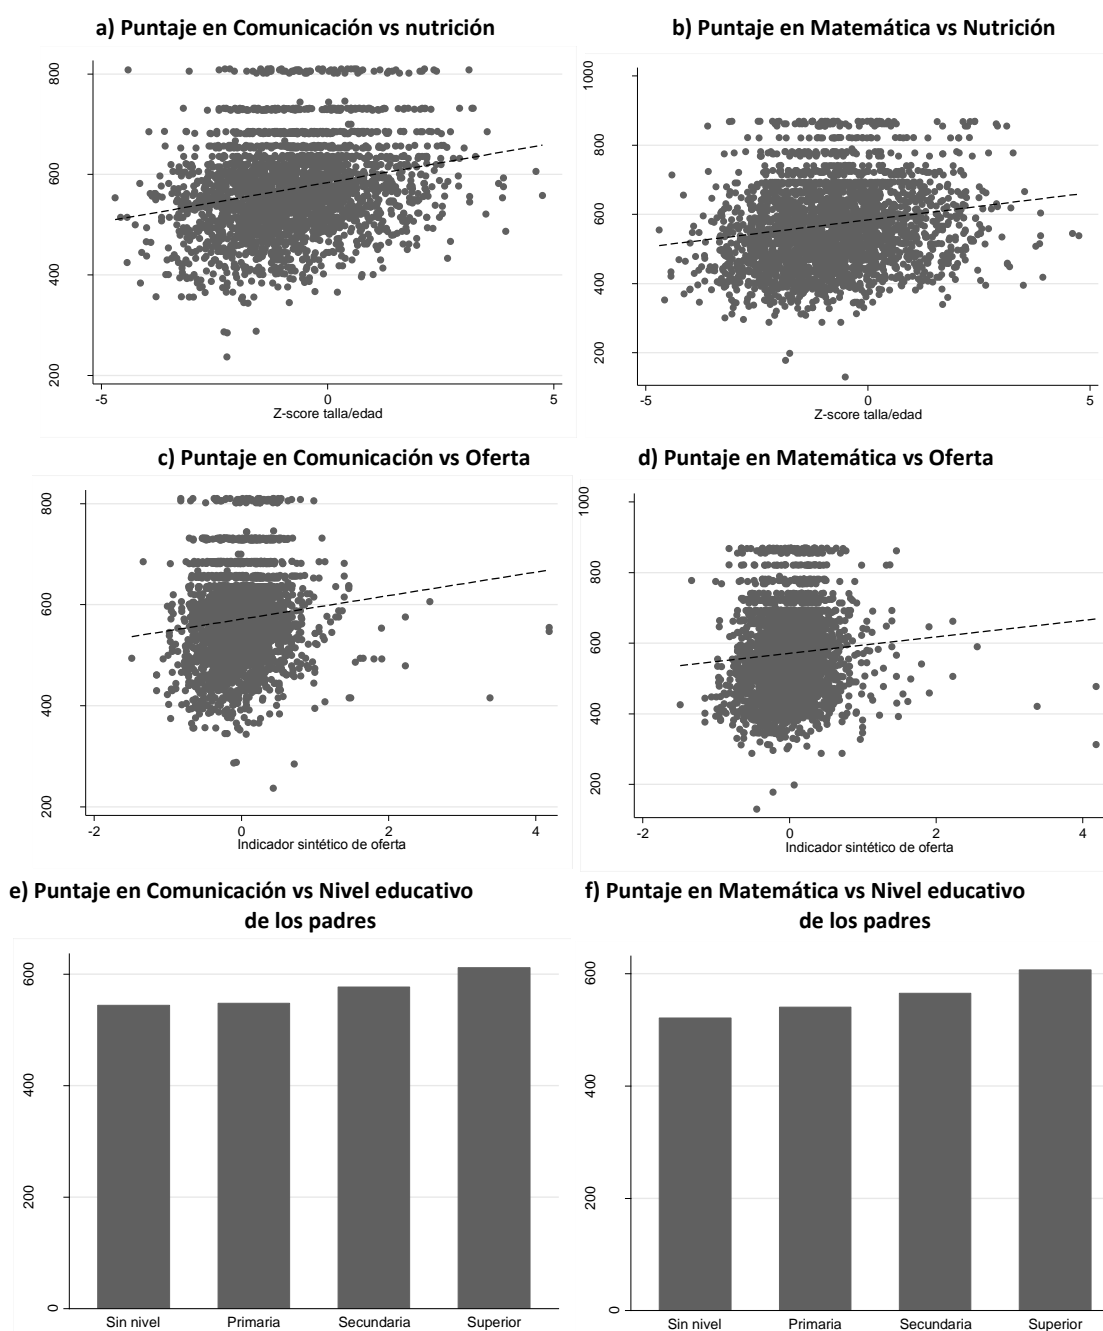 a) Puntaje en Comunicación vs nutrición
b) Puntaje en Matemática vs Nutrición
800
600
400
200
-5
0
5
Z-score talla/edad
1000
800
600
400
200
-5
0
5
Z-score talla/edad
c) Puntaje en Comunicación vs Oferta
d) Puntaje en Matemática vs Oferta
800
600
400
200
-2
0
2
4
Indicador sintético de oferta
1000
800
600
400
200
-2
0
2
4
Indicador sintético de oferta
e) Puntaje en Comunicación vs Nivel educativo
de los padres
f) Puntaje en Matemática vs Nivel educativo
de los padres
600
400
200
0
Sin nivel
Primaria
Secundaria
Superior
600
400
200
0
Sin nivel
Primaria
Secundaria
Superior